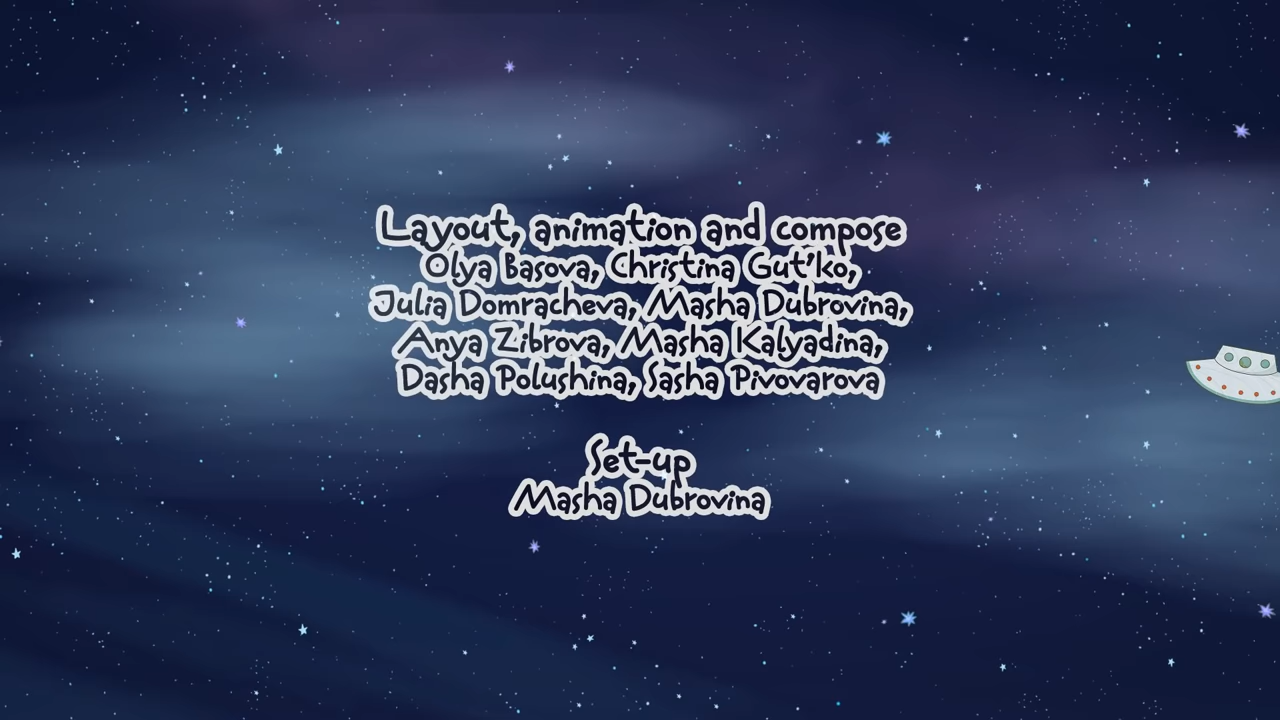 Layout, animation and compose
Olya Basova, Christina Gut'ko,
Julia Domracheva, Masha Dubrovina,
Anya Zibrova, Masha Kalyadina,
Dasha Polushina, Sasha Pivovarova
Set-up
Masha Dubrovina